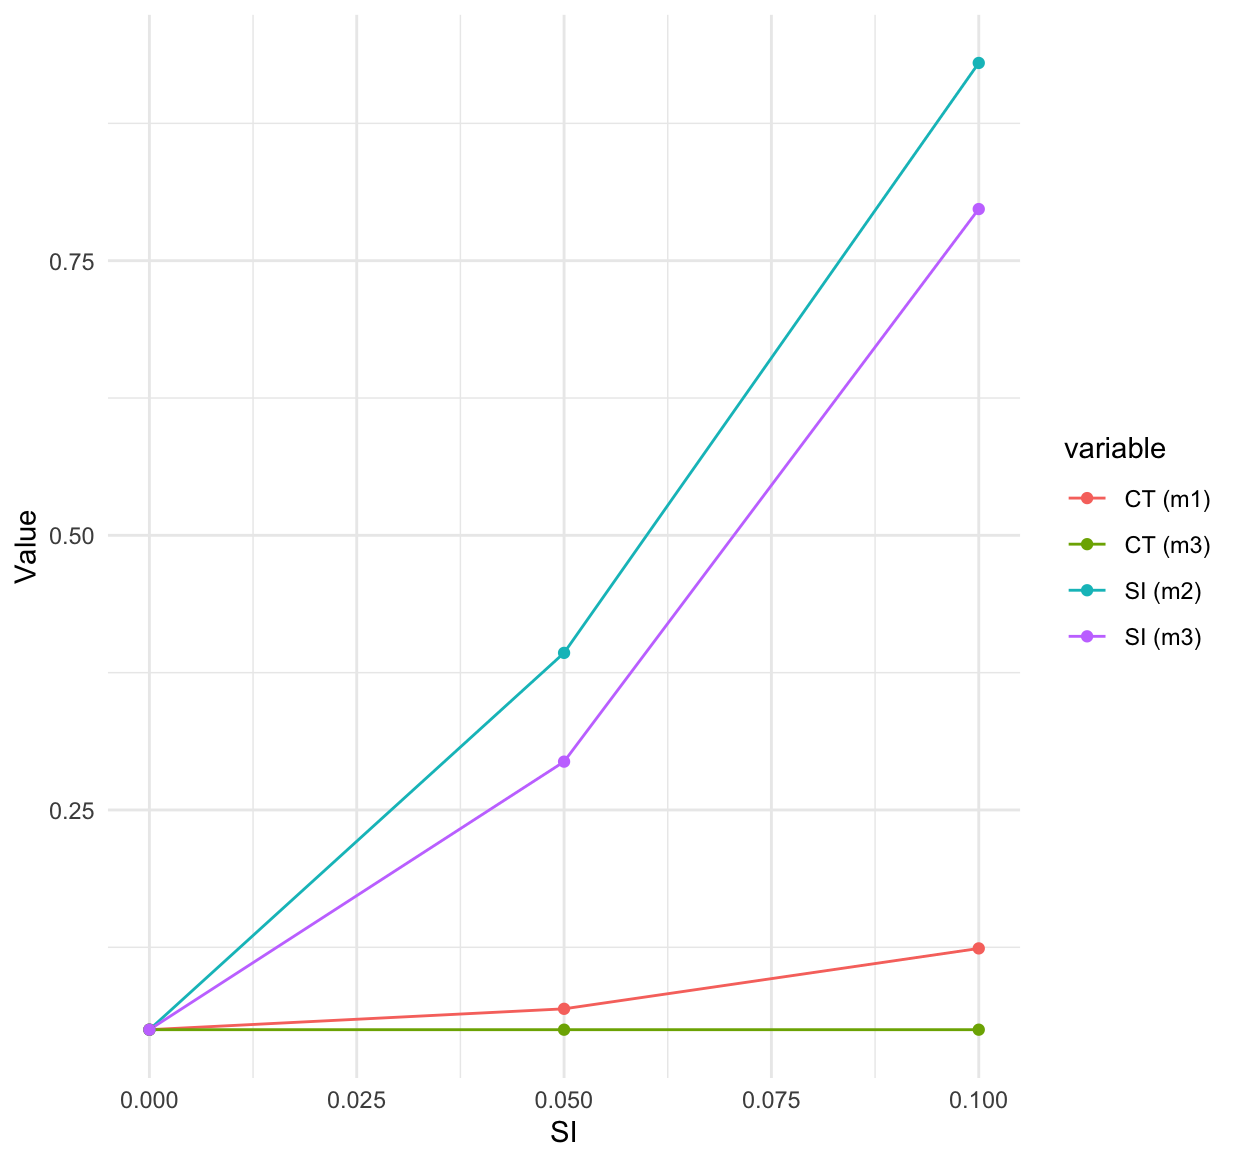 Value
0.75
0.50
0.25
0.000 0.025 0.050 0.075 0.100
SI
variable
CT (m1)
CT (m3)
SI (m2)
SI (m3)